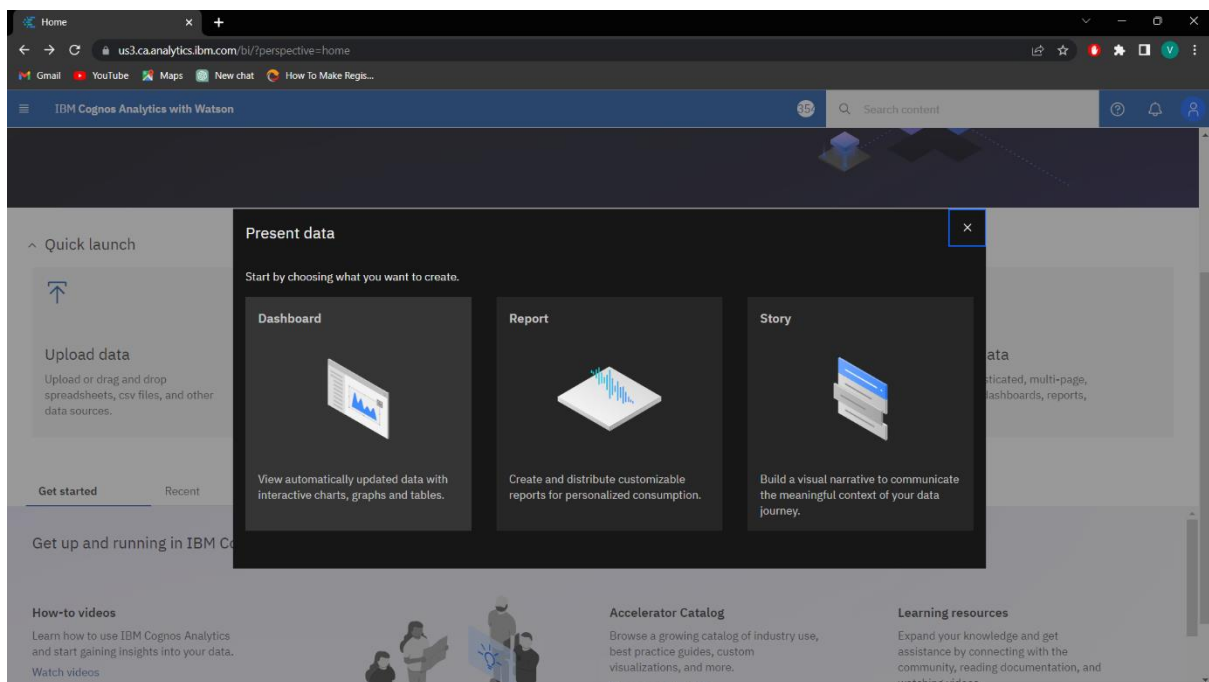 Home
us3.ca.analytics.ibm.com/bi/?perspective=home
V
Gmail YouTube Maps New chat How To Make Regis...
IBM Cognos Analytics with Watson
Search content
Quick launch
Present data
Start by choosing what you want to create.
Dashboard
View automatically updated data with
interactive charts, graphs and tables.
Report
Create and distribute customizable
reports for personalized consumption.
Story
Build a visual narrative to communicate
the meaningful context of your data
journey.
Upload data
Upload or drag and drop
spreadsheets, csv files, and other
data sources.
ata
sticated, multi-page,
dashboards, reports,
Get started Recent
Get up and running in IBM Co
How-to videos
Learn how to use IBM Cognos Analytics
and start gaining insights into your data.
Watch videos
Accelerator Catalog
Browse a growing catalog of industry use,
best practice guides, custom
visualizations, and more.
Learning resources
Expand your knowledge and get
assistance by connecting with the
community, reading documentation, and